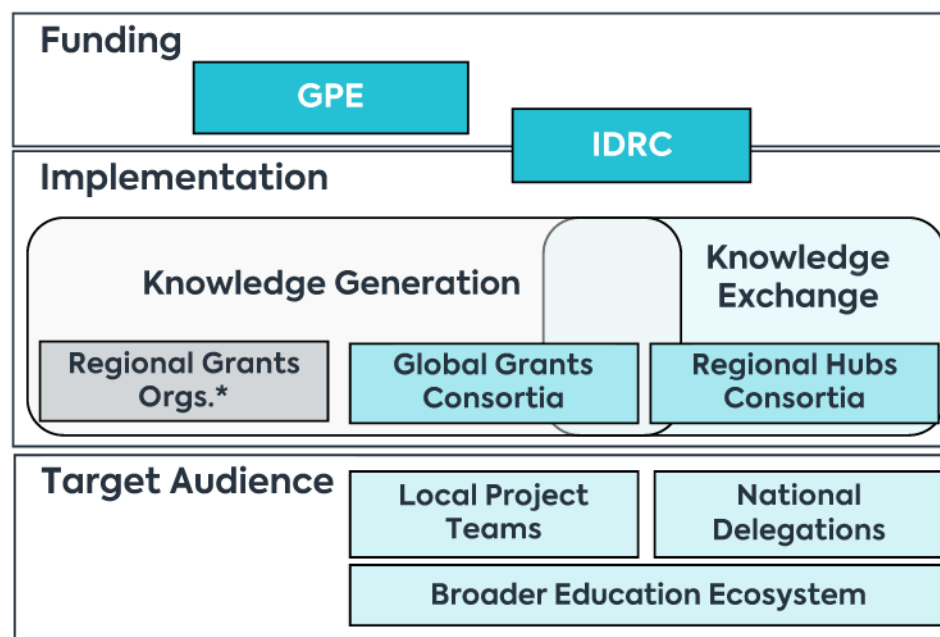 Funding
GPE
IDRC
Implementation
Knowledge Generation
Knowledge
Exchange
Regional Grants
Orgs.*
Global Grants
Consortia
Regional Hubs
Consortia
Target Audience
Local Project
Teams
National
Delegations
Broader Education Ecosystem